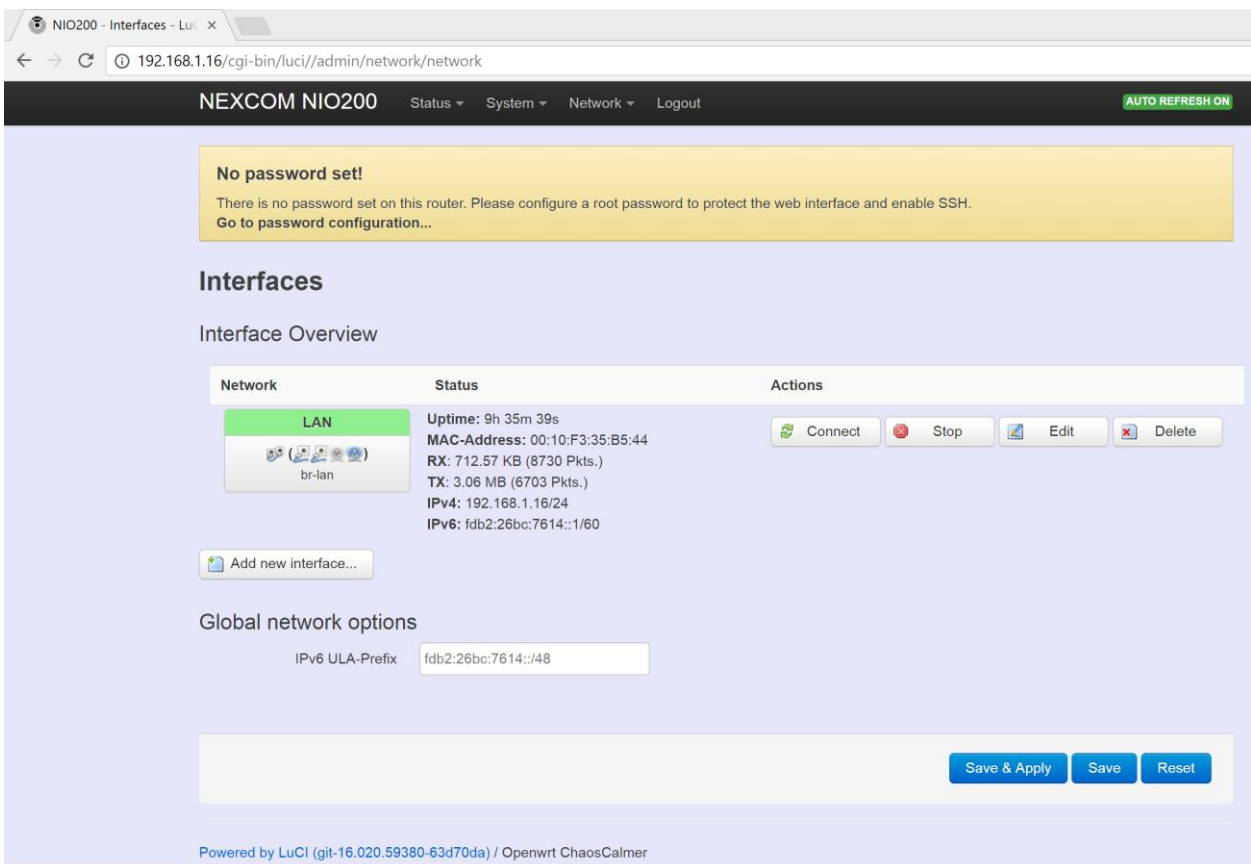 NIO200 - Interfaces - LuC
192.168.1.16/cgi-bin/luci//admin/network/network
NEXCOM NIO200 Status System Network Logout AUTO REFRESH ON
No password set!
There is no password set on this router. Please configure a root password to protect the web interface and enable SSH.
Go to password configuration...
Interfaces
Interface Overview
Network Status Actions
LAN
br-lan
Uptime: 9h 35m 39s
MAC-Address: 00:10:F3:35:B5:44
RX: 712.57 KB (8730 Pkts.)
TX: 3.06 MB (6703 Pkts.)
IPv4: 192.168.1.16/24
IPv6: fdb2:26bc:7614::1/60
Connect Stop Edit Delete
Add new interface...
Global network options
IPv6 ULA-Prefix fdb2:26bc:7614::/48
Save & Apply Save Reset
Powered by LuCI (git-16.020.59380-63d70da) / Openwrt ChaosCalmer